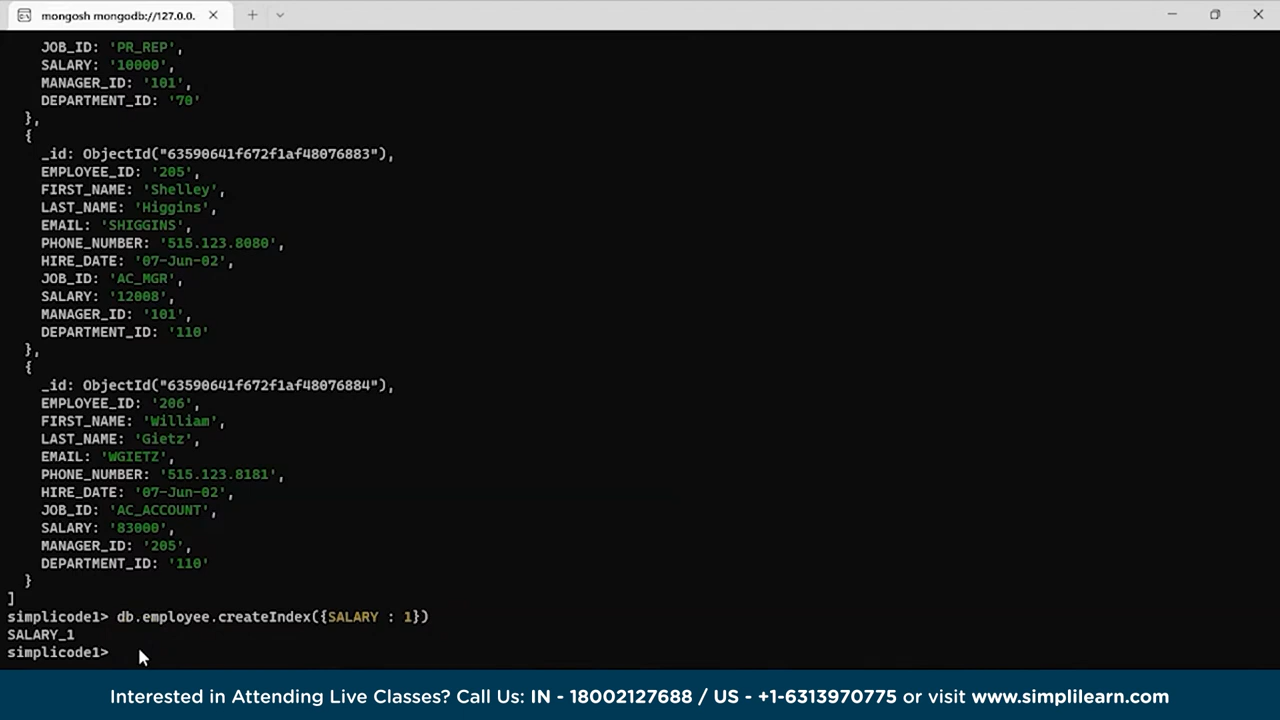 mongosh mongodb://127.0.0.
JOB_ID: 'PR_REP',
SALARY: '10000',
MANAGER_ID: '101',
DEPARTMENT_ID: '70'
},
{
_id: ObjectId("63590641f672f1af48076883"),
EMPLOYEE_ID: '205',
FIRST_NAME: 'Shelley',
LAST_NAME: 'Higgins',
EMAIL: 'SHIGGINS',
PHONE_NUMBER: '515.123.8080',
HIRE_DATE: '07-Jun-02',
JOB_ID: 'AC_MGR',
SALARY: '12008',
MANAGER_ID: '101',
DEPARTMENT_ID: '110'
},
{
_id: ObjectId("63590641f672f1af48076884"),
EMPLOYEE_ID: '206',
FIRST_NAME: 'William',
LAST_NAME: 'Gietz',
EMAIL: 'WGIETZ',
PHONE_NUMBER: '515.123.8181',
HIRE_DATE: '07-Jun-02',
JOB_ID: 'AC_ACCOUNT',
SALARY: '83000',
MANAGER_ID: '205',
DEPARTMENT_ID: '110'
}
]
simplicode1> db.employee.createIndex({SALARY : 1})
SALARY_1
simplicode1>
Interested in Attending Live Classes? Call Us: IN - 18002127688 / US - +1-6313970775 or visit www.simplilearn.com